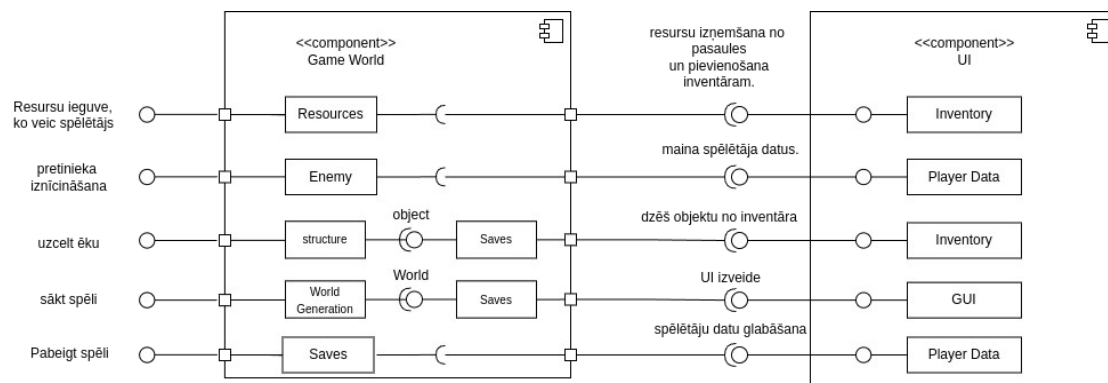 <<component>>
Game World
resursu izņemšana no
pasaules
un pievienošana
inventāram.
<<component>>
UI
Resursu ieguve,
ko veic spēlētājs
Resources
Inventory
pretinieka
iznīcināšana
Enemy
maina spēlētāja datus.
Player Data
uzcelt ēku
structure
object
Saves
dzēš objektu no inventāra
Inventory
sākt spēli
World
Generation
World
Saves
UI izveide
GUI
Pabeigt spēli
Saves
spēlētāju datu glabāšana
Player Data